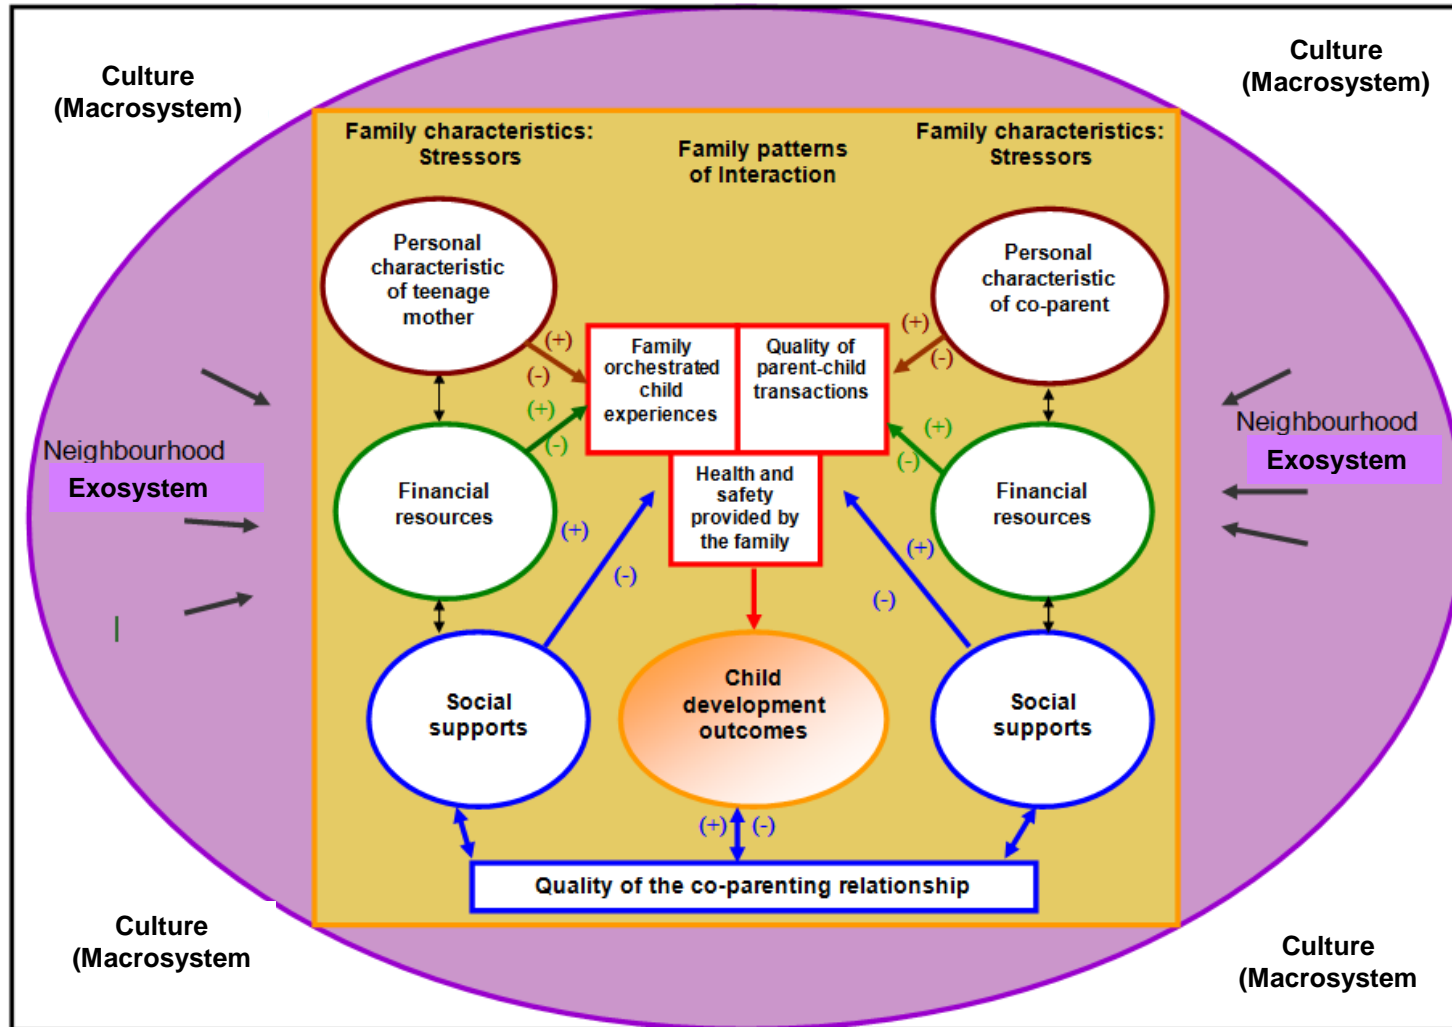 Culture
(Macrosystem)
Culture
(Macrosystem)
Family characteristics:
Stressors
Family patterns
of Interaction
Family characteristics:
Stressors
Personal
characteristic
of teenage
mother
Personal
characteristic
of co-parent
(+)
(-)
(+)
(-)
Family
orchestrated
child
experiences
Quality of
parent-child
transactions
(+)
(-)
(+)
(-)
Neighbourhood
Exosystem
Neighbourhood
Exosystem
Financial
resources
Health and
safety
provided by
the family
Financial
resources
(+)
(-)
(+)
(-)
Social
supports
Child
development
outcomes
Social
supports
(+) (-)
Quality of the co-parenting relationship
Culture
(Macrosystem
Culture
(Macrosystem